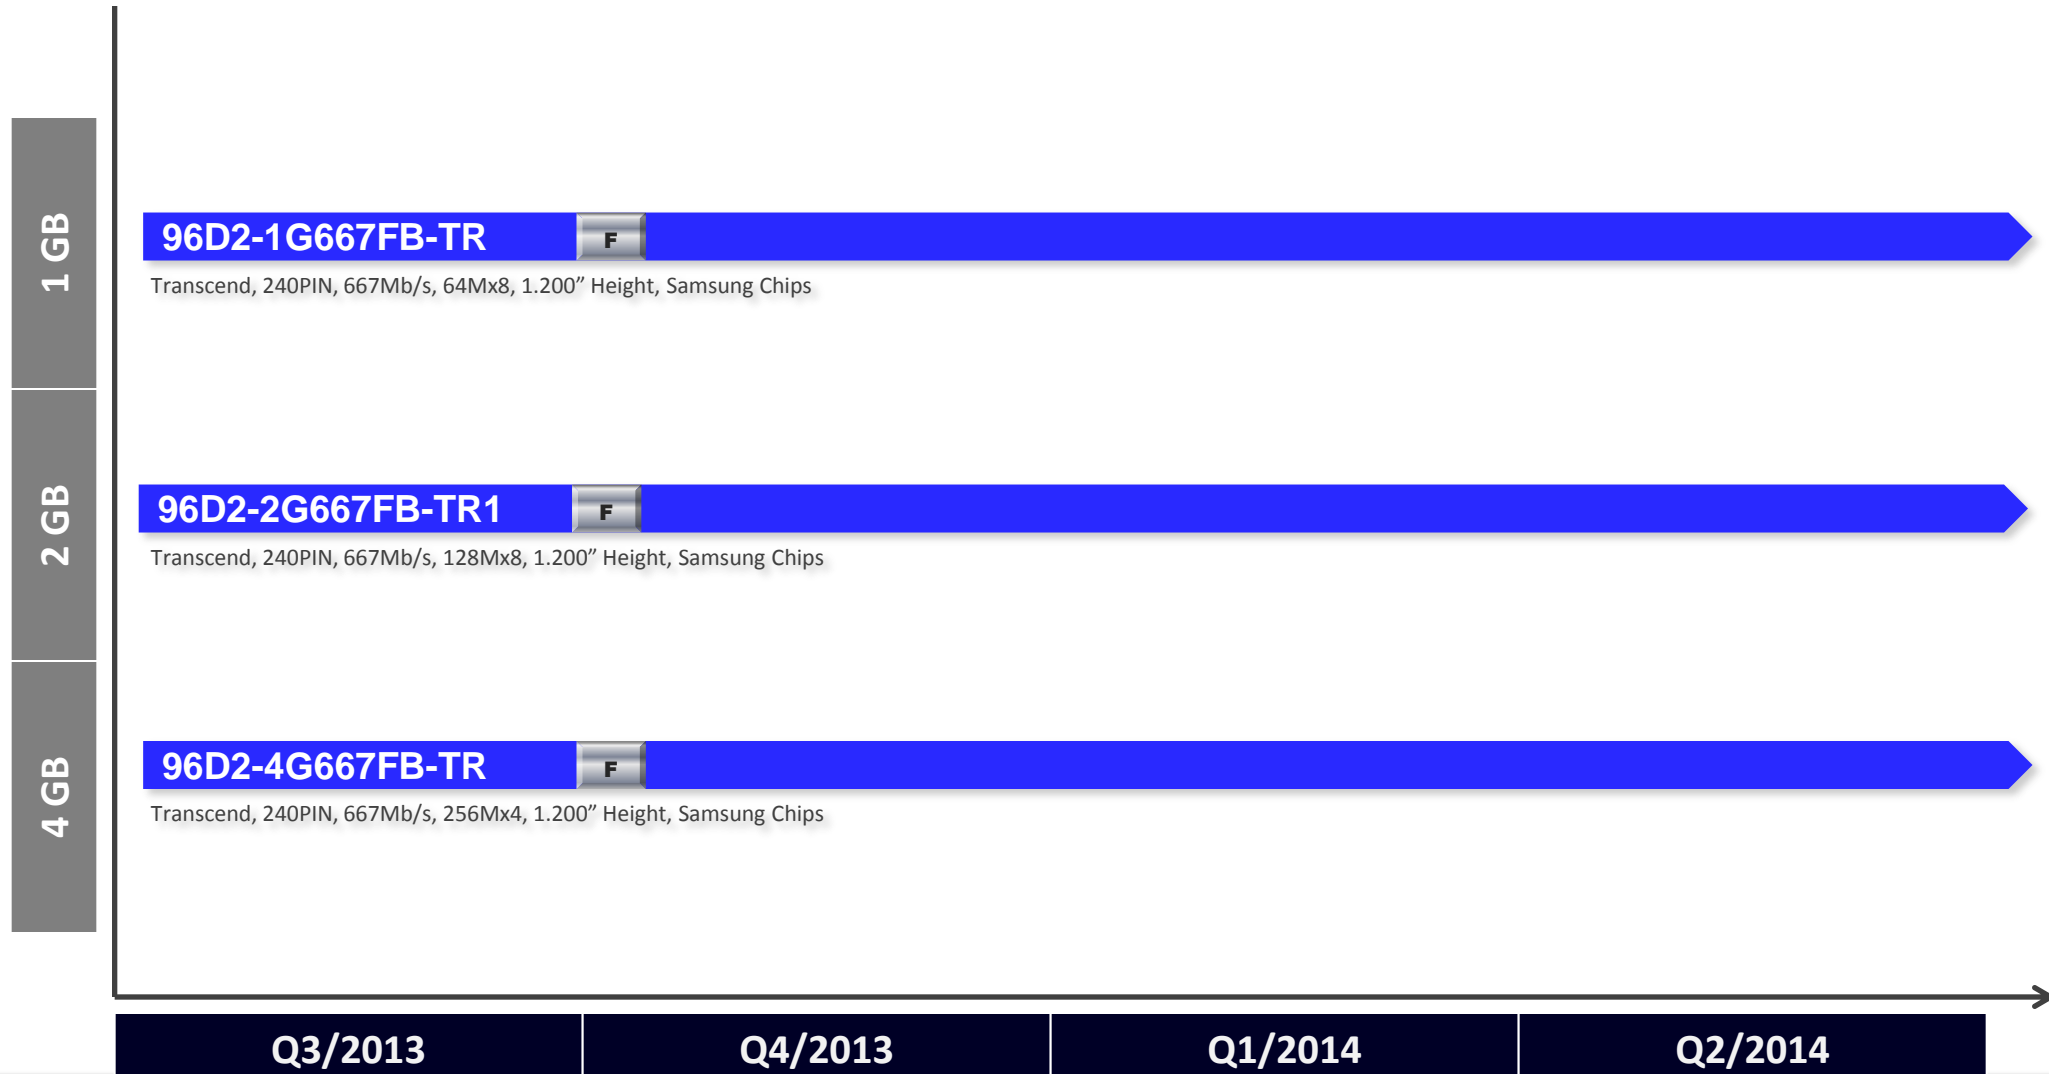 1 GB
96D2-1G667FB-TR F
Transcend, 240PIN, 667Mb/s, 64Mx8, 1.200” Height, Samsung Chips
2 GB
96D2-2G667FB-TR1 F
Transcend, 240PIN, 667Mb/s, 128Mx8, 1.200” Height, Samsung Chips
4 GB
96D2-4G667FB-TR F
Transcend, 240PIN, 667Mb/s, 256Mx4, 1.200” Height, Samsung Chips
Q3/2013 Q4/2013 Q1/2014 Q2/2014